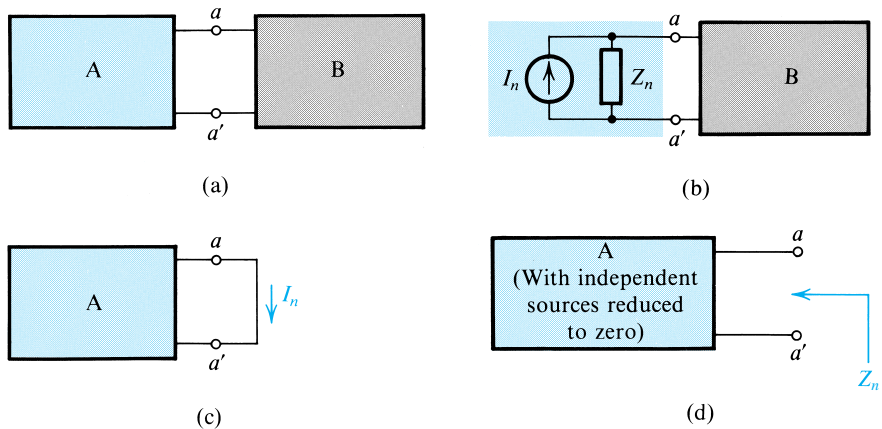 a
A
B
a′
(a)
a
I_n
Z_n
B
a′
(b)
a
A
I_n
a′
(c)
A
(With independent
sources reduced
to zero)
a
a′
Z_n
(d)